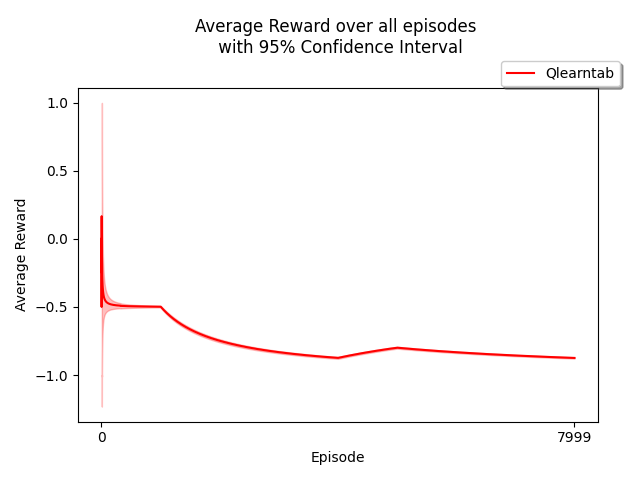 Average Reward over all episodes
with 95% Confidence Interval
Qlearntab
1.0
0.5
0.0
−0.5
−1.0
Average Reward
0
7999
Episode